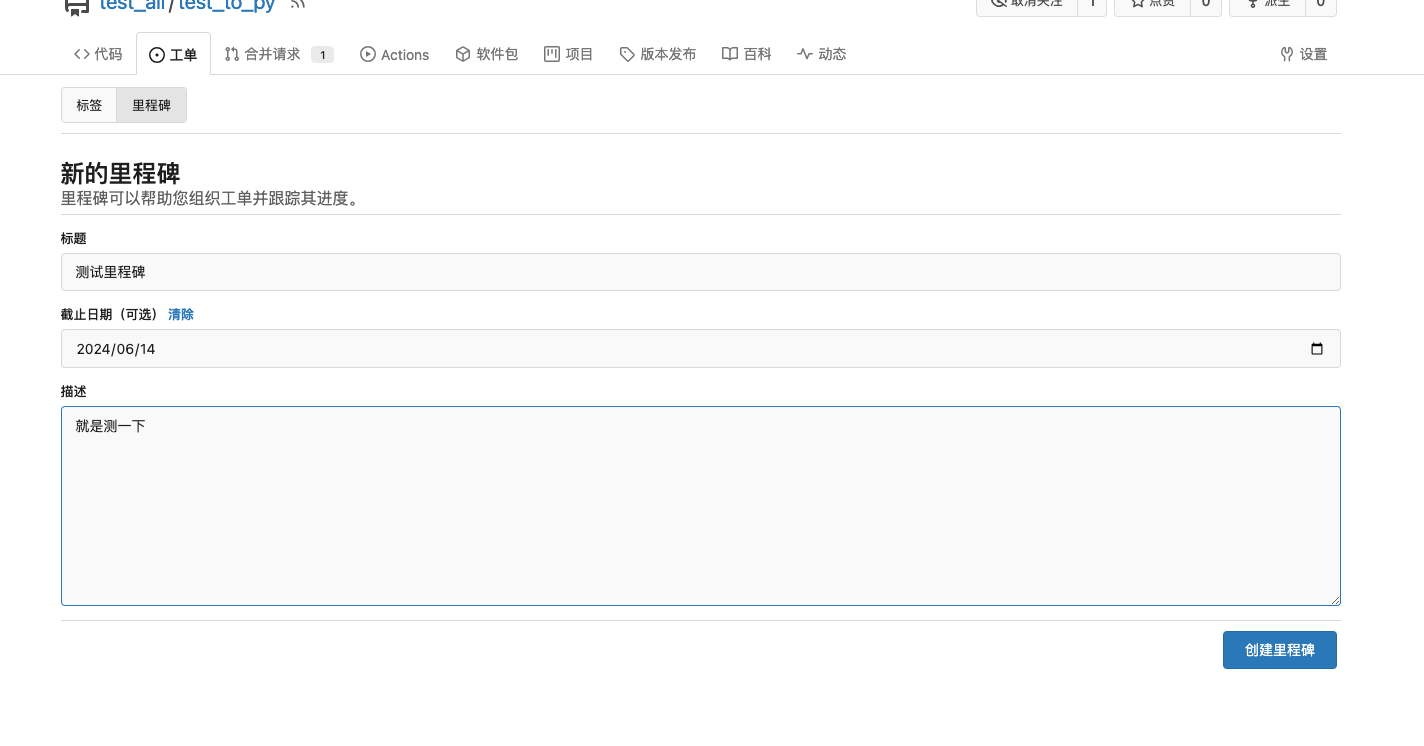 test_all/test_to_py
取消关注 1 点赞 0 派生 0
代码 工单 合并请求 1 Actions 软件包 项目 版本发布 百科 动态 设置
标签 里程碑
新的里程碑
里程碑可以帮助您组织工单并跟踪其进度。
标题
测试里程碑
截止日期（可选） 清除
2024/06/14
描述
就是测一下
创建里程碑